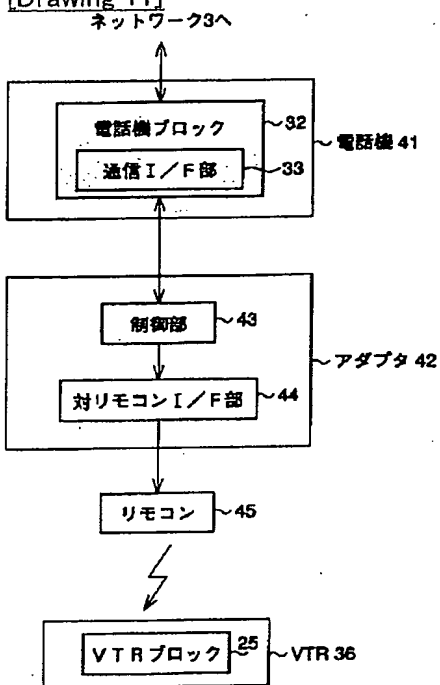 [Drawing 11]
ネットワーク3へ
電話機ブロック
32
通信I/F部
33
電話機 41
制御部
43
対リモコンI/F部
44
アダプタ 42
リモコン
45
VTRブロック
25
VTR 36